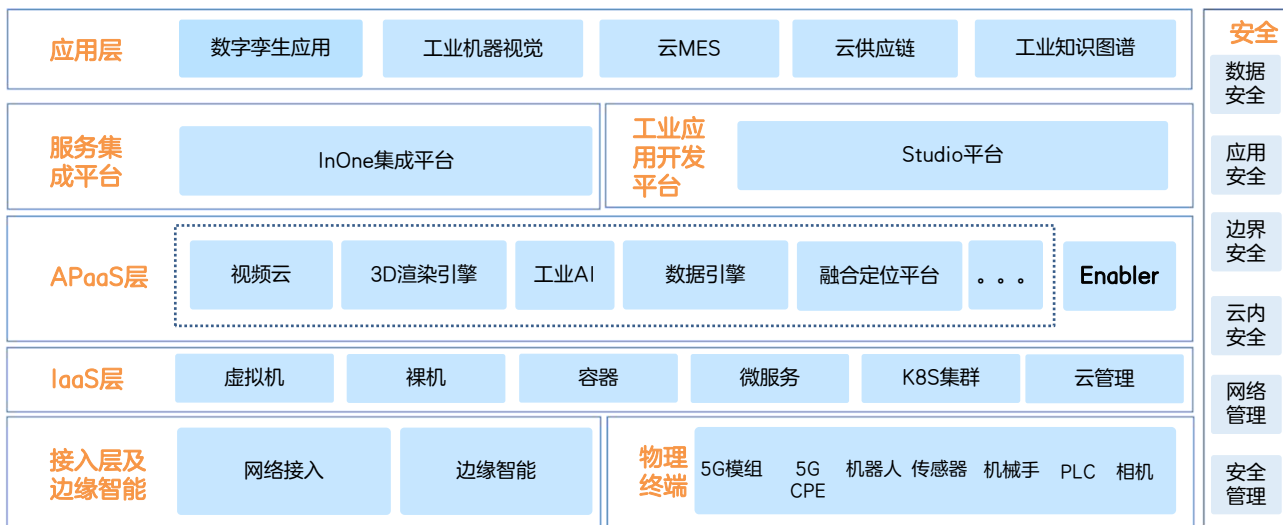 应用层
数字孪生应用
工业机器视觉
云MES
云供应链
工业知识图谱
服务集
成平台
InOne集成平台
工业应
用开发
平台
Studio平台
APaaS层
视频云
3D渲染引擎
工业AI
数据引擎
融合定位平台
。。。
Enabler
IaaS层
虚拟机
裸机
容器
微服务
K8S集群
云管理
接入层及
边缘智能
网络接入
边缘智能
物理
终端
5G模组
5G
CPE
机器人
传感器
机械手
PLC
相机
安全
数据
安全
应用
安全
边界
安全
云内
安全
网络
管理
安全
管理